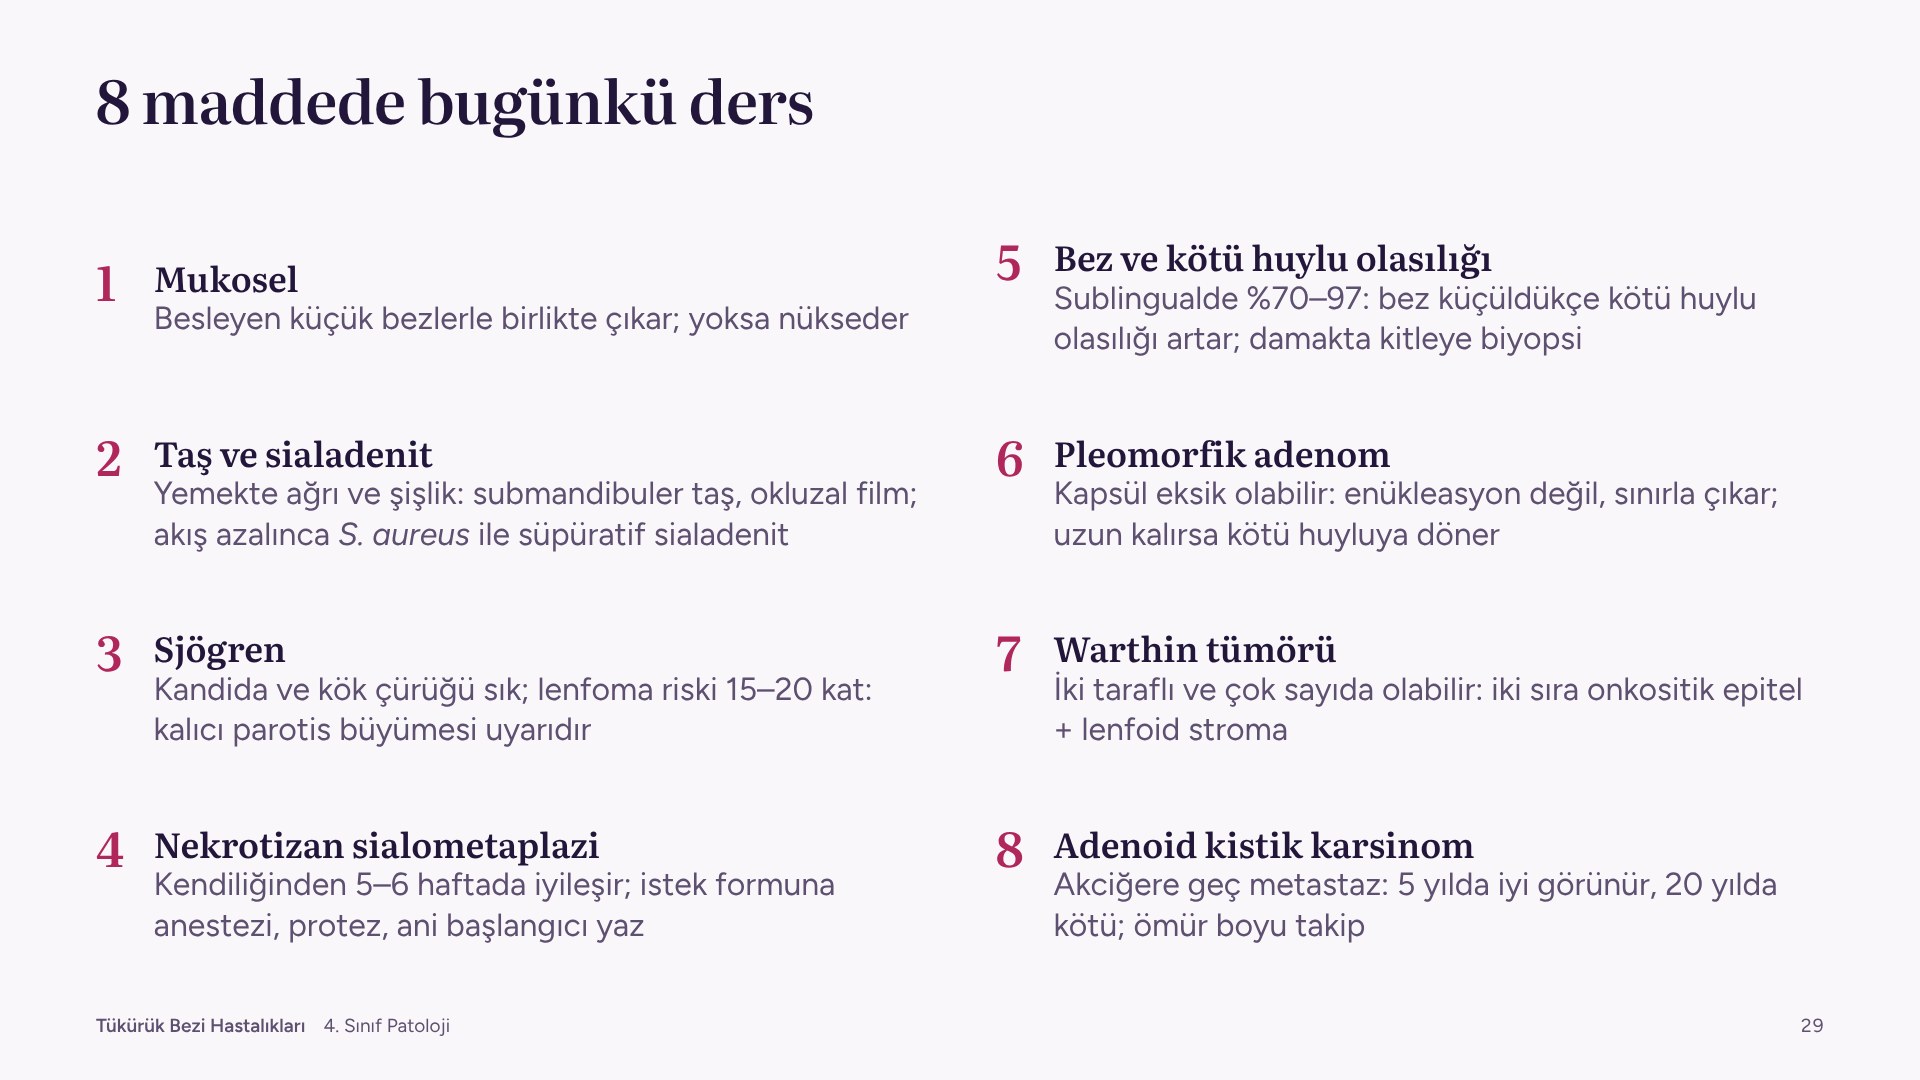 8 maddede bugünkü ders
1
Mukosel
Besleyen küçük bezlerle birlikte çıkar; yoksa nükseder
2
Taş ve sialadenit
Yemekte ağrı ve şişlik: submandibuler taş, okluzal film;
akış azalınca S. aureus ile süpüratif sialadenit
3
Sjögren
Kandida ve kök çürüğü sık; lenfoma riski 15–20 kat:
kalıcı parotis büyümesi uyarıdır
4
Nekrotizan sialometaplazi
Kendiliğinden 5–6 haftada iyileşir; istek formuna
anestezi, protez, ani başlangıcı yaz
5
Bez ve kötü huylu olasılığı
Sublingualde %70–97: bez küçüldükçe kötü huylu
olasılığı artar; damakta kitleye biyopsi
6
Pleomorfik adenom
Kapsül eksik olabilir: enükleasyon değil, sınırla çıkar;
uzun kalırsa kötü huyluya döner
7
Warthin tümörü
İki taraflı ve çok sayıda olabilir: iki sıra onkositik epitel
+ lenfoid stroma
8
Adenoid kistik karsinom
Akciğere geç metastaz: 5 yılda iyi görünür, 20 yılda
kötü; ömür boyu takip
Tükürük Bezi Hastalıkları 4. Sınıf Patoloji
29